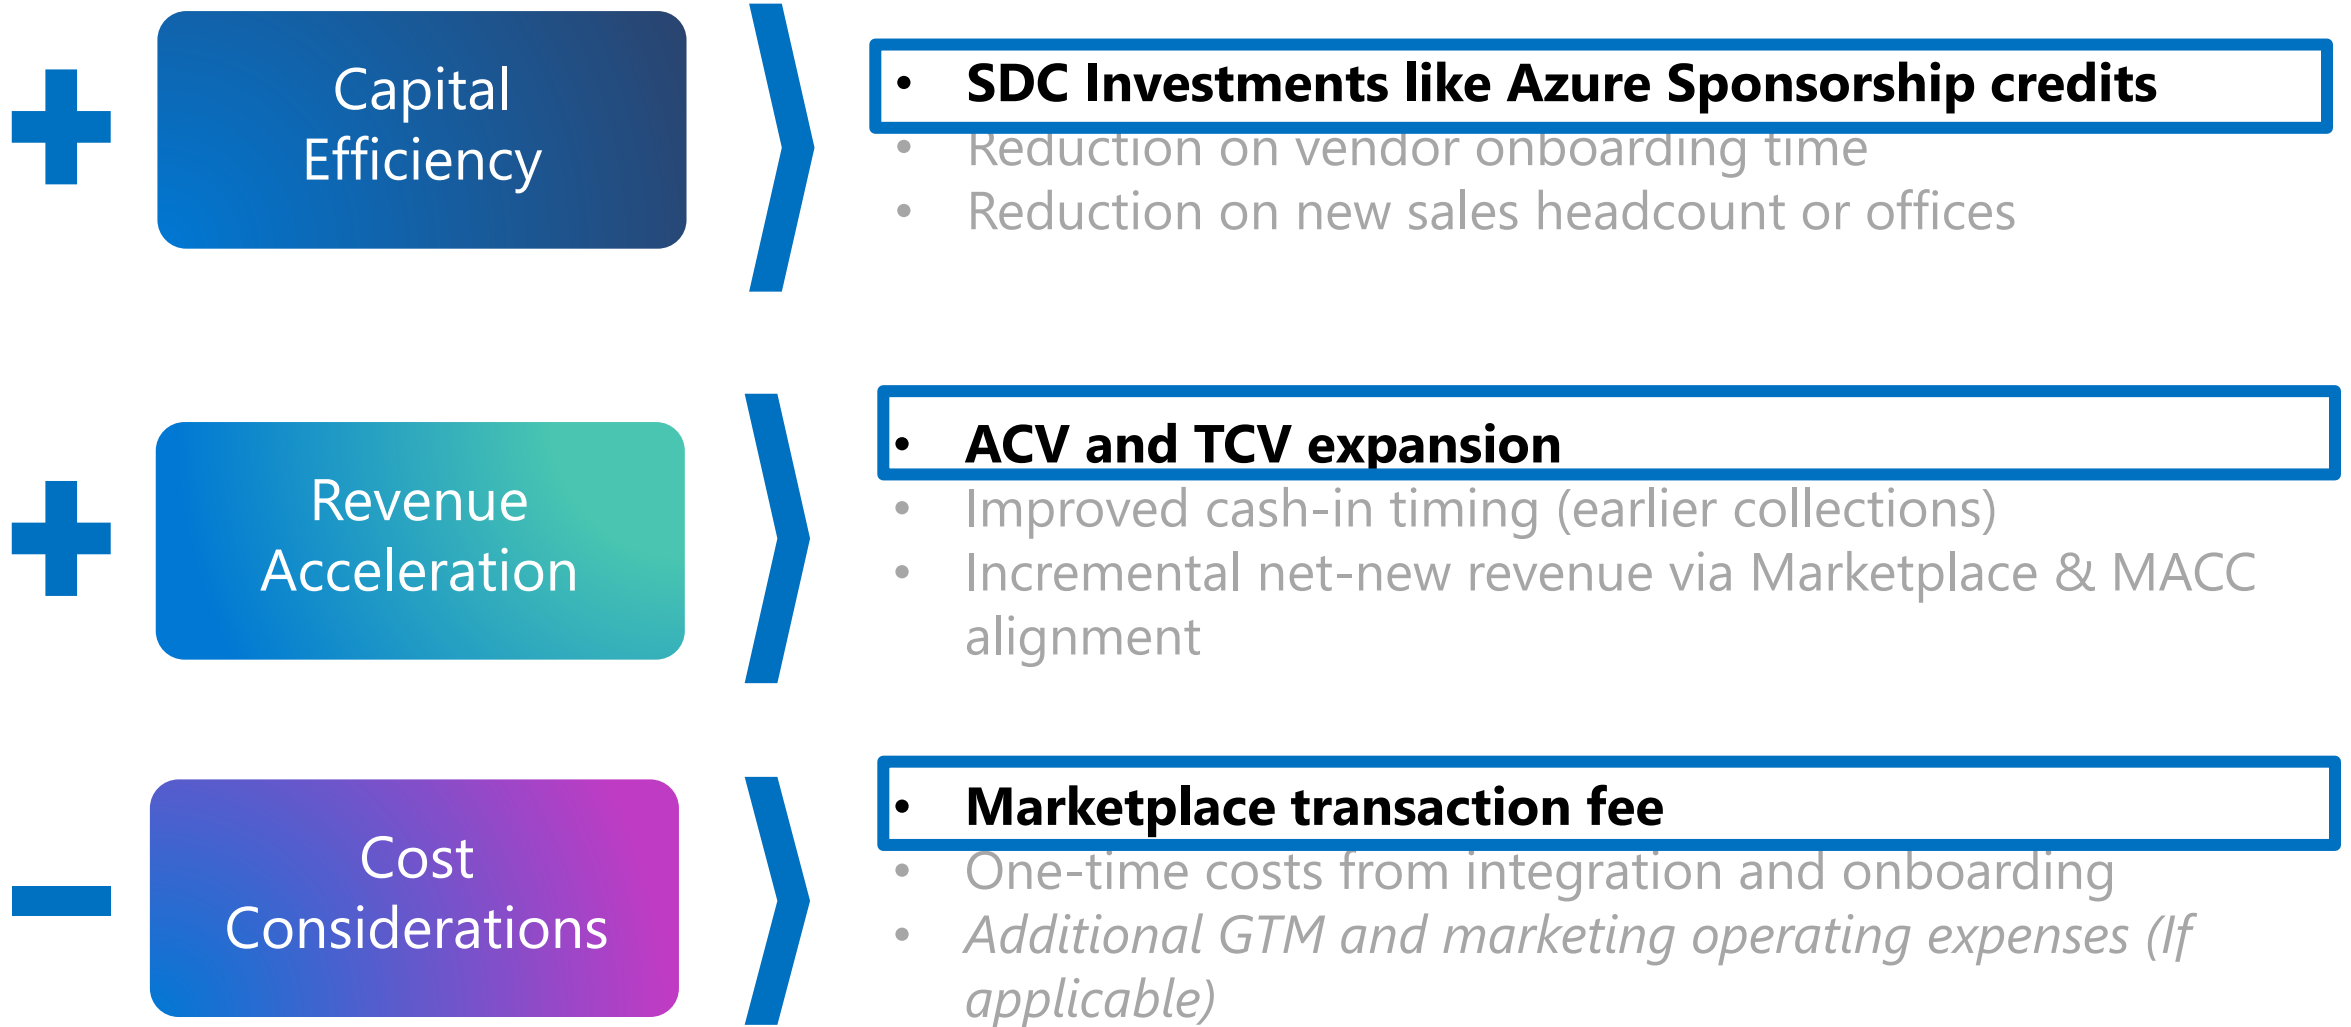 Capital
Efficiency
• SDC Investments like Azure Sponsorship credits
• Reduction on vendor onboarding time
• Reduction on new sales headcount or offices
Revenue
Acceleration
• ACV and TCV expansion
• Improved cash-in timing (earlier collections)
• Incremental net-new revenue via Marketplace & MACC
alignment
Cost
Considerations
• Marketplace transaction fee
• One-time costs from integration and onboarding
• Additional GTM and marketing operating expenses (If
applicable)